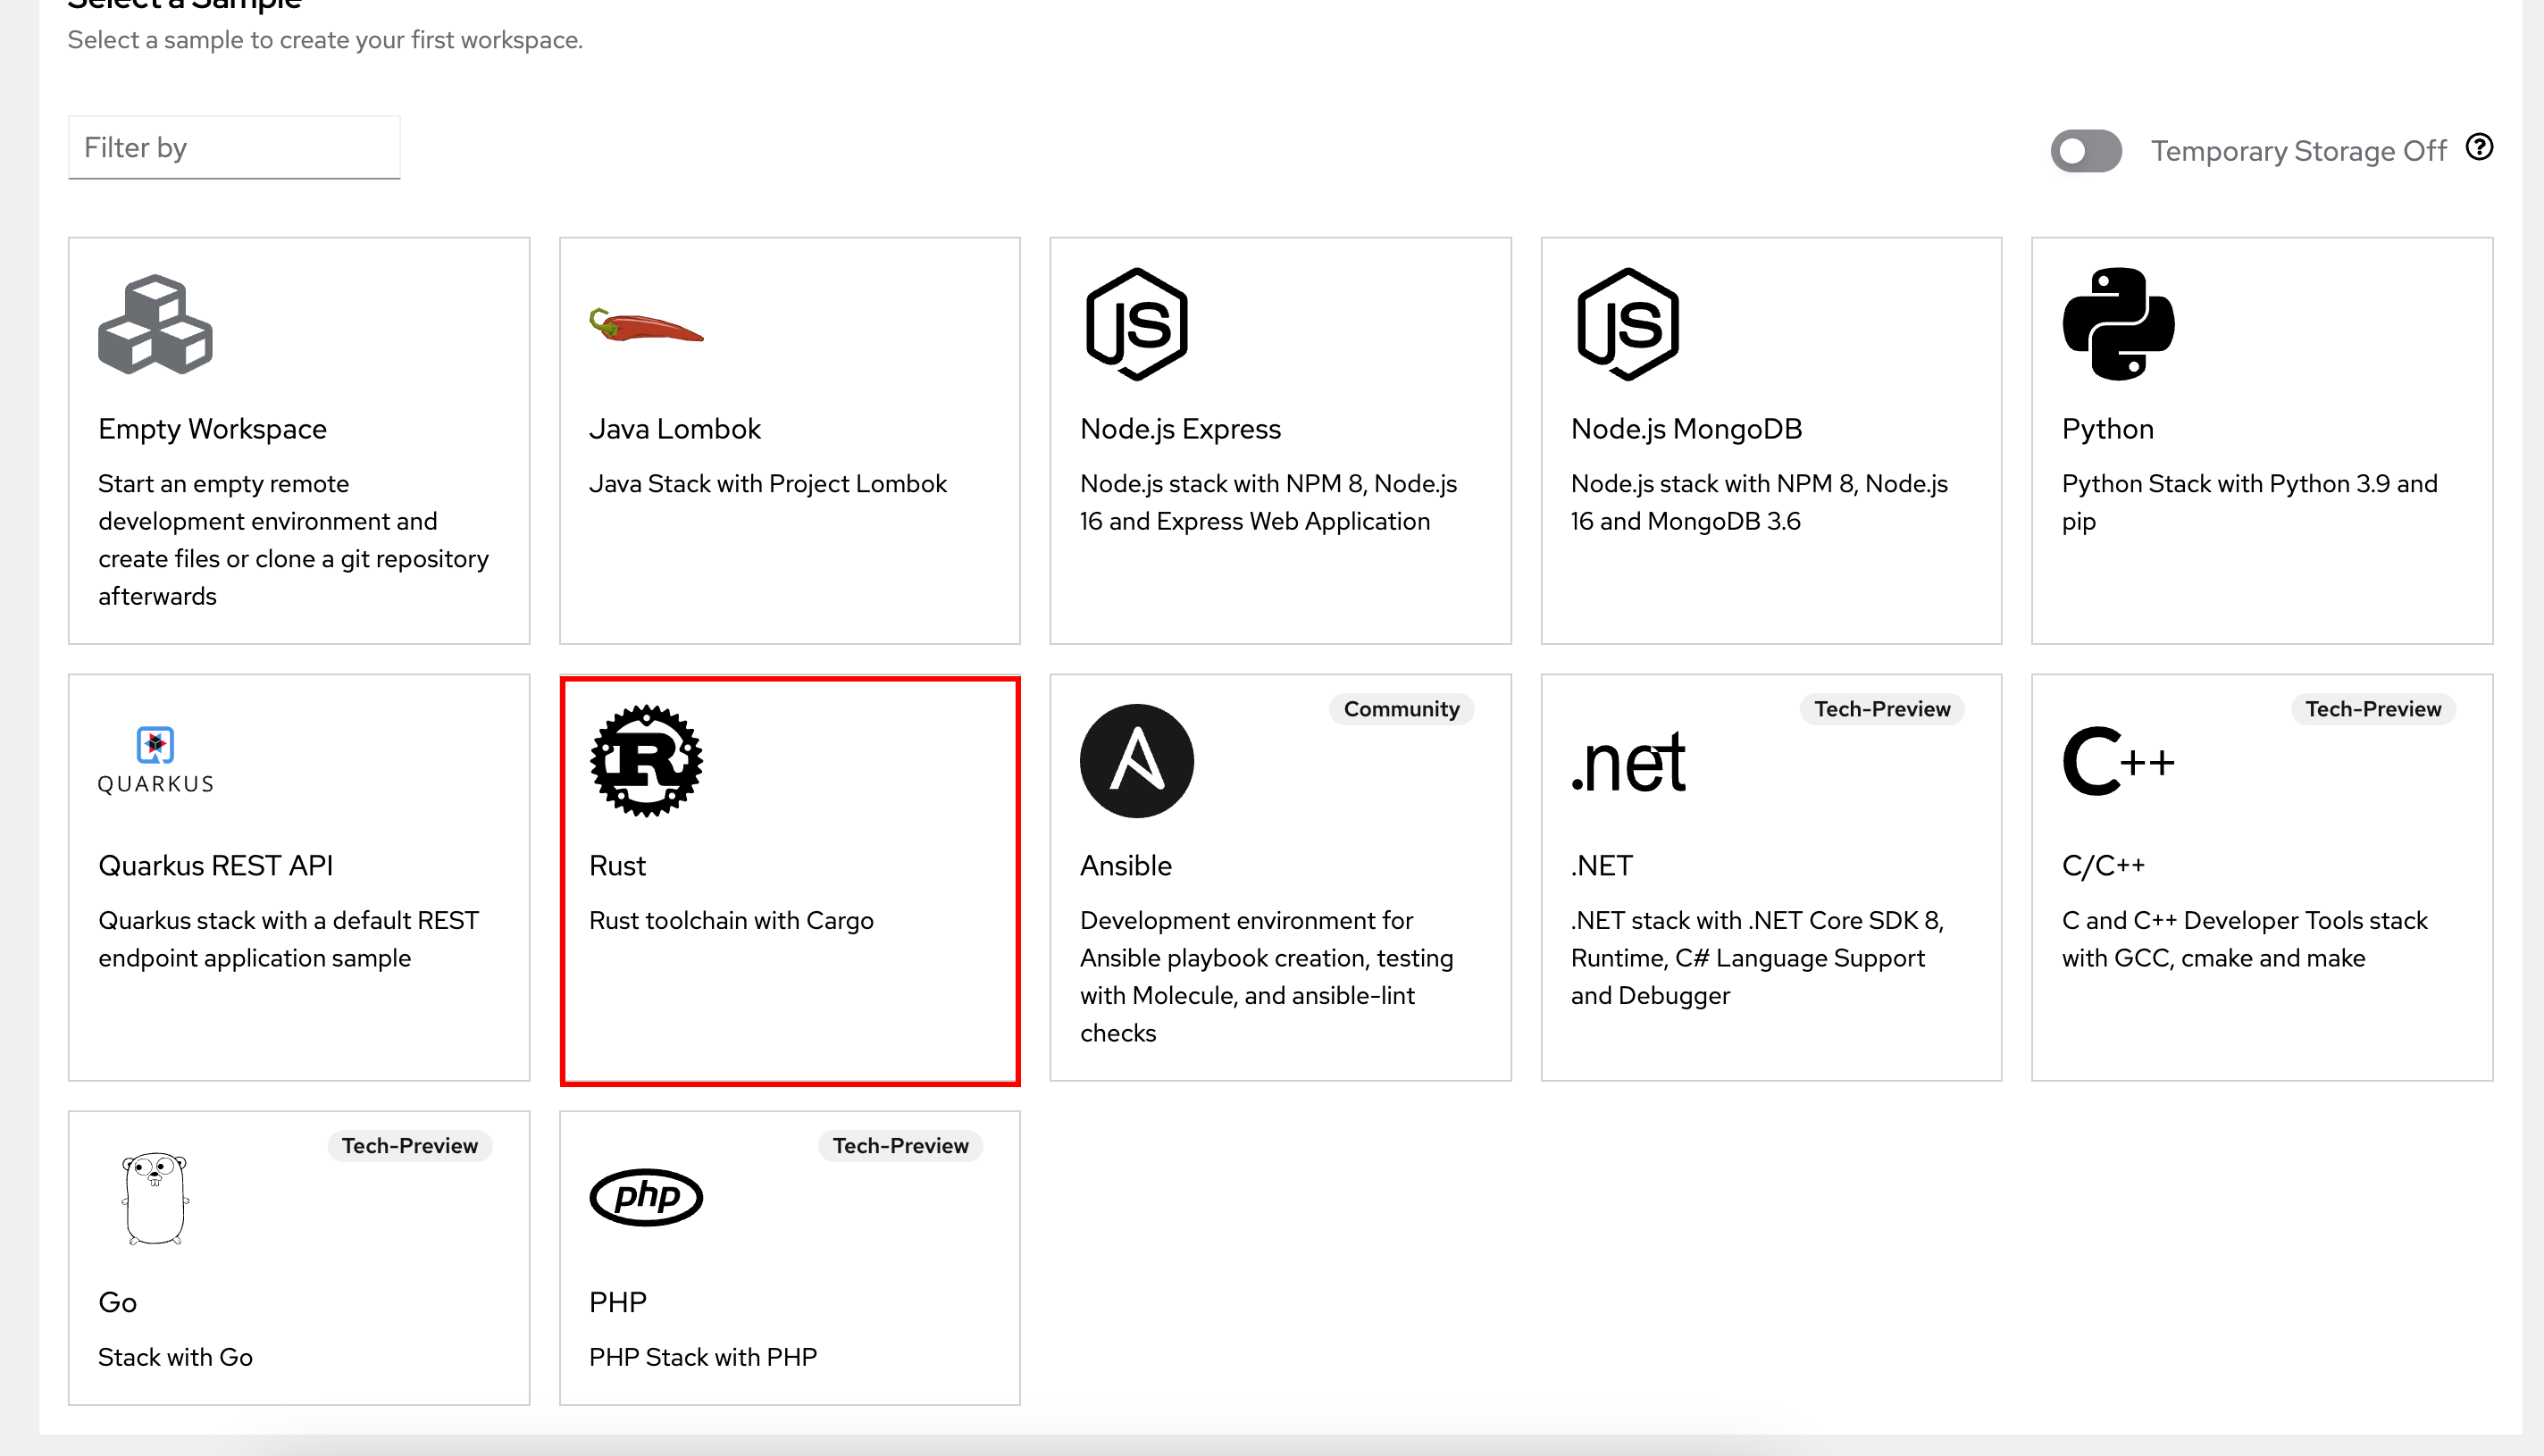 Select a Sample
Select a sample to create your first workspace.
Filter by
Temporary Storage Off
Empty Workspace
Start an empty remote
development environment and
create files or clone a git repository
afterwards
Java Lombok
Java Stack with Project Lombok
JS
Node.js Express
Node.js stack with NPM 8, Node.js
16 and Express Web Application
JS
Node.js MongoDB
Node.js stack with NPM 8, Node.js
16 and MongoDB 3.6
Python
Python Stack with Python 3.9 and
pip
QUARKUS
Quarkus REST API
Quarkus stack with a default REST
endpoint application sample
R
Rust
Rust toolchain with Cargo
Community
A
Ansible
Development environment for
Ansible playbook creation, testing
with Molecule, and ansible-lint
checks
Tech-Preview
.net
.NET
.NET stack with .NET Core SDK 8,
Runtime, C# Language Support
and Debugger
Tech-Preview
C++
C/C++
C and C++ Developer Tools stack
with GCC, cmake and make
Tech-Preview
Go
Stack with Go
Tech-Preview
php
PHP
PHP Stack with PHP